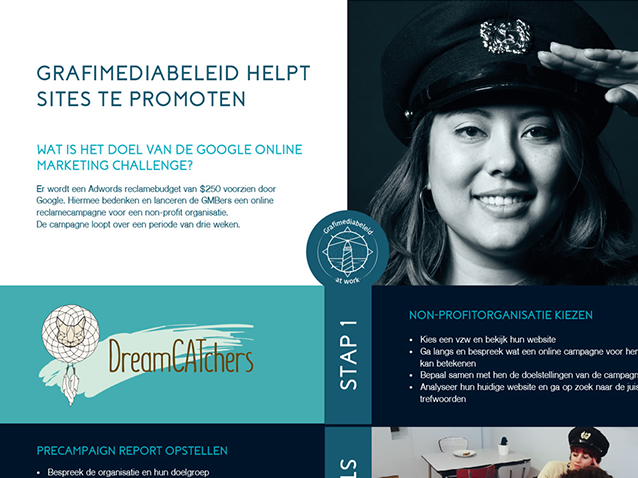 GRAFIMEDIABELEID HELPT
SITES TE PROMOTEN
WAT IS HET DOEL VAN DE GOOGLE ONLINE
MARKETING CHALLENGE?
Er wordt een Adwords reclamebudget van $250 voorzien door
Google. Hiermee bedenken en lanceren de GMBers een online
reclamecampagne voor een non-profit organisatie.
De campagne loopt over een periode van drie weken.
Grafimediabeleid
at work
DreamCATchers
STAP 1
NON-PROFITORGANISATIE KIEZEN
• Kies een vzw en bekijk hun website
• Ga langs en bespreek wat een online campagne voor hen
kan betekenen
• Bepaal samen met hen de doelstellingen van de campagn
• Analyseer hun huidige website en ga op zoek naar de juis
trefwoorden
PRECAMPAIGN REPORT OPSTELLEN
• Bespreek de organisatie en hun doelgroep
LS